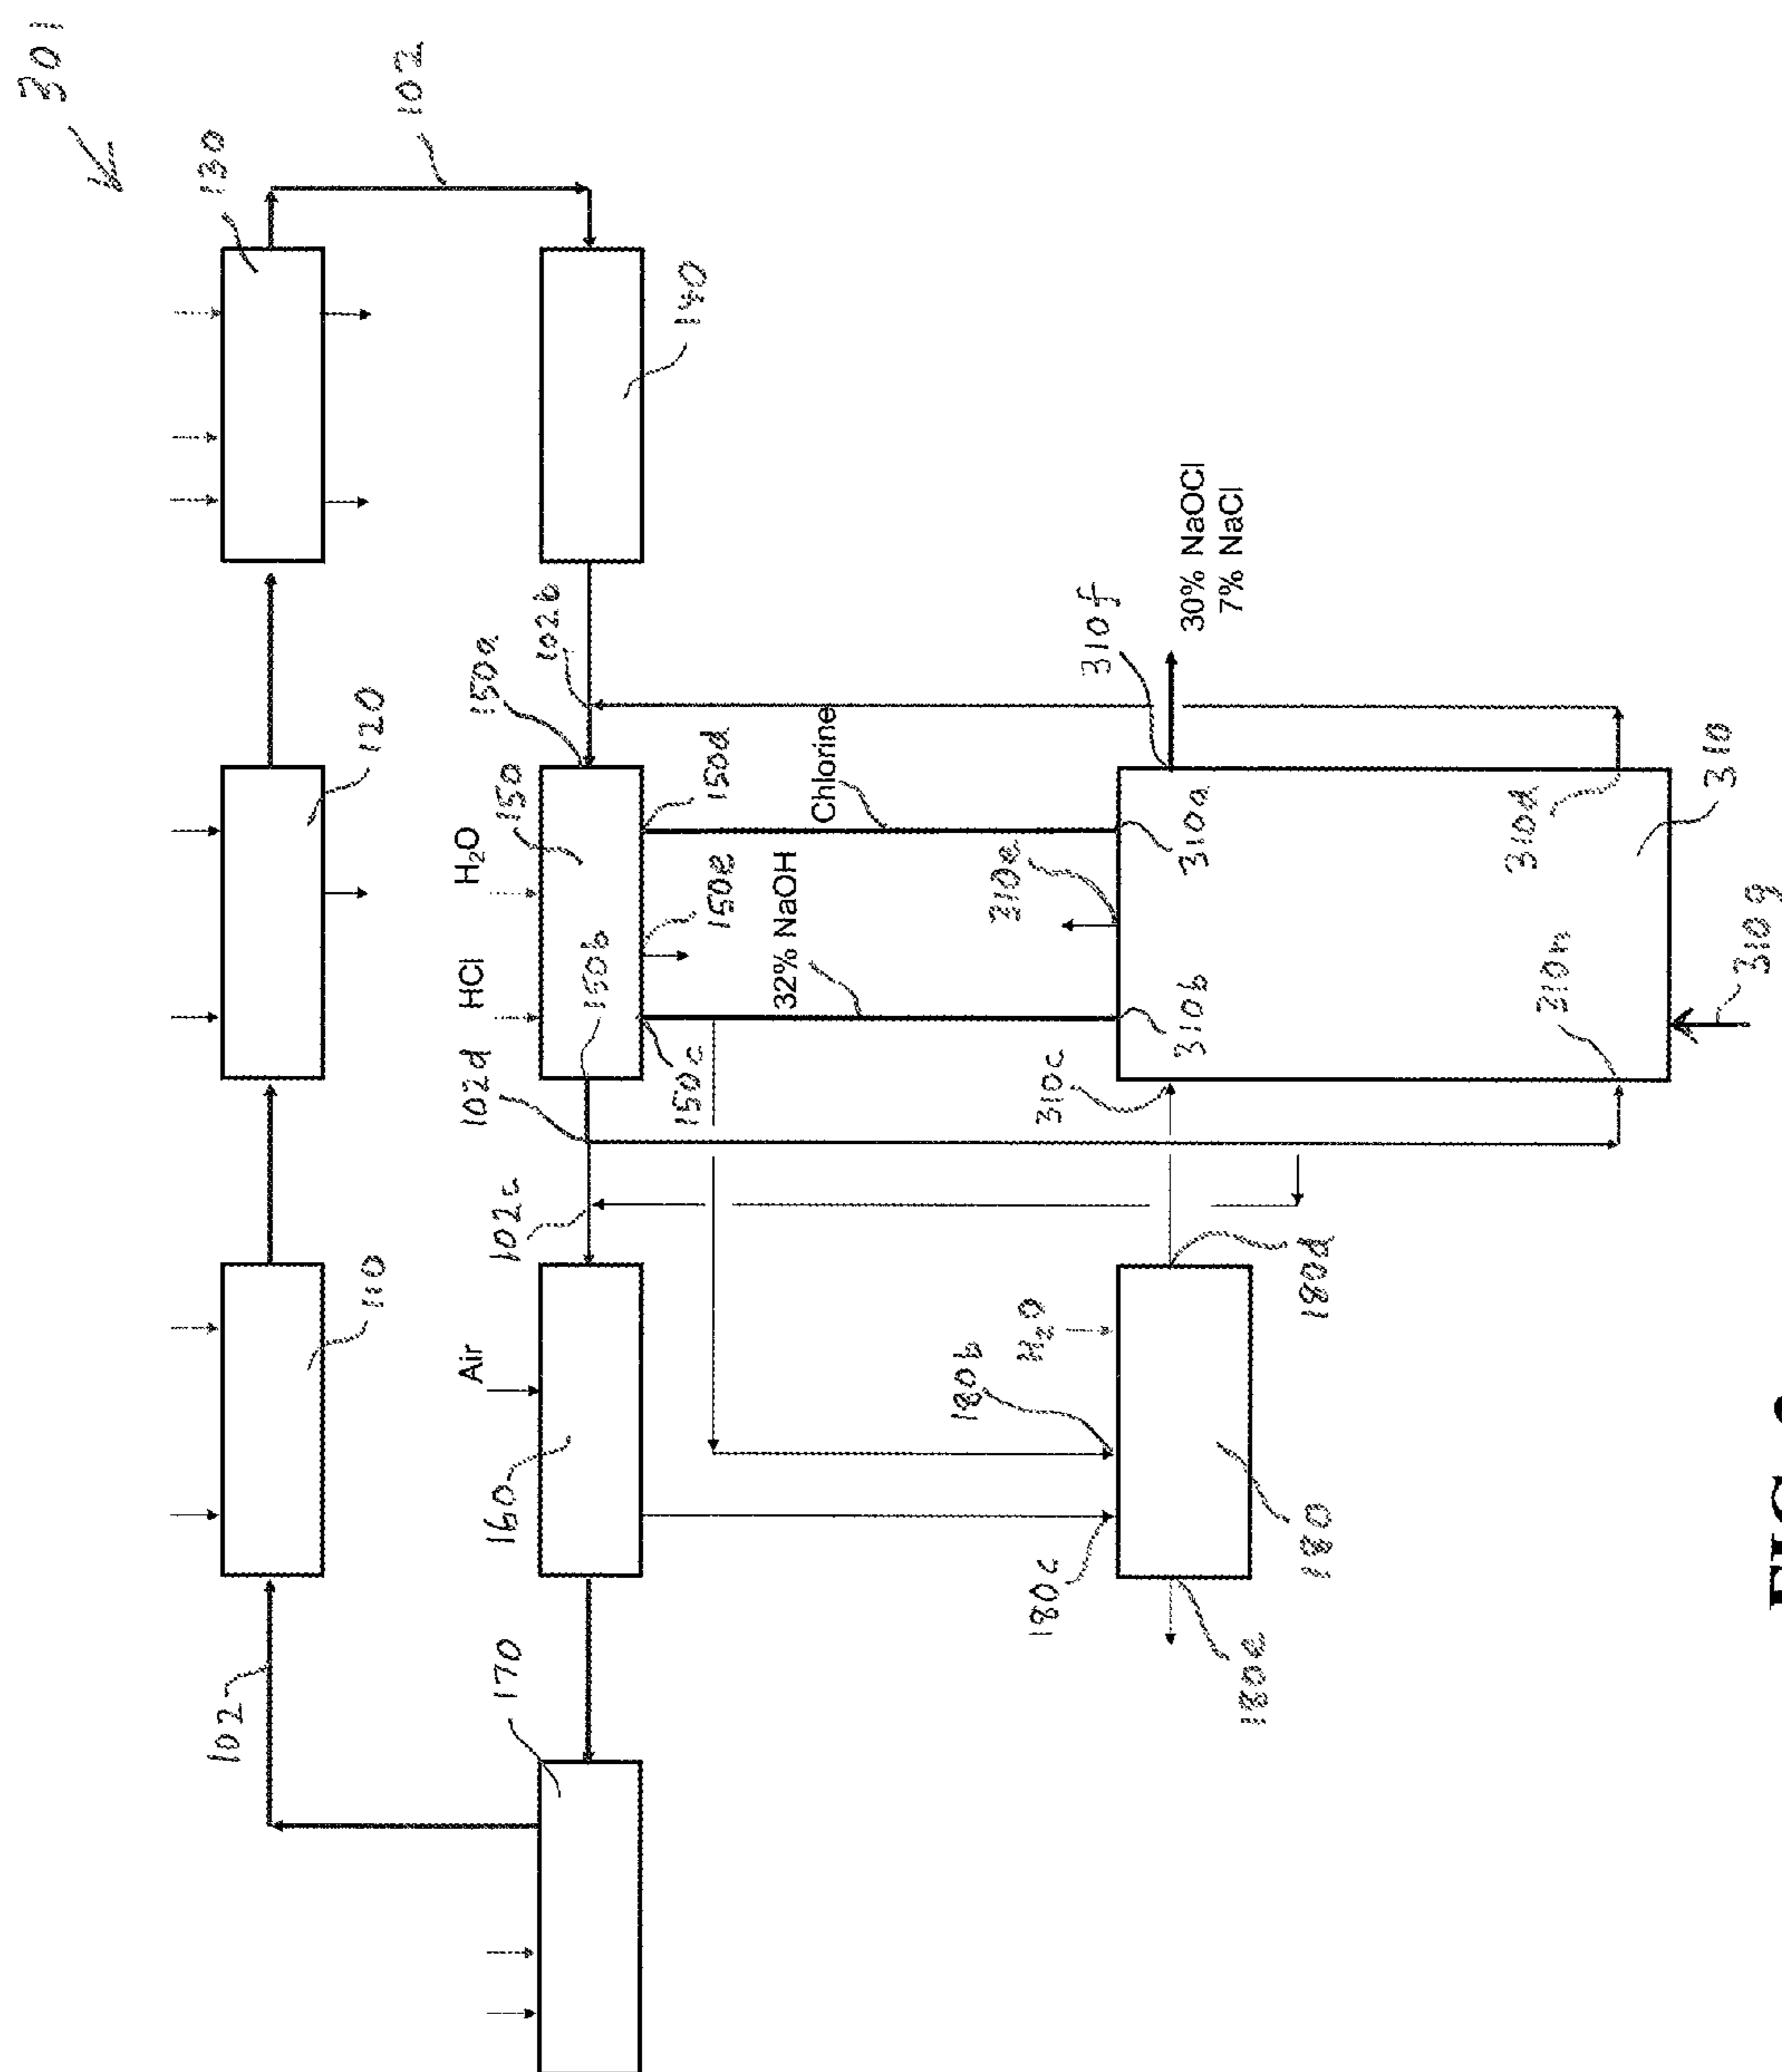 301
130
102
102
110
120
170
160
Air
102c
102d
HCl
H₂O
150
150a
102b
150b
140
150c
150e
150d
32% NaOH
Chlorine
180b
H₂O
310e
180c
310c
310f
310b
310a
30% NaOCl
7% NaCl
180e
180
180d
310h
310d
310
310g
FIG.